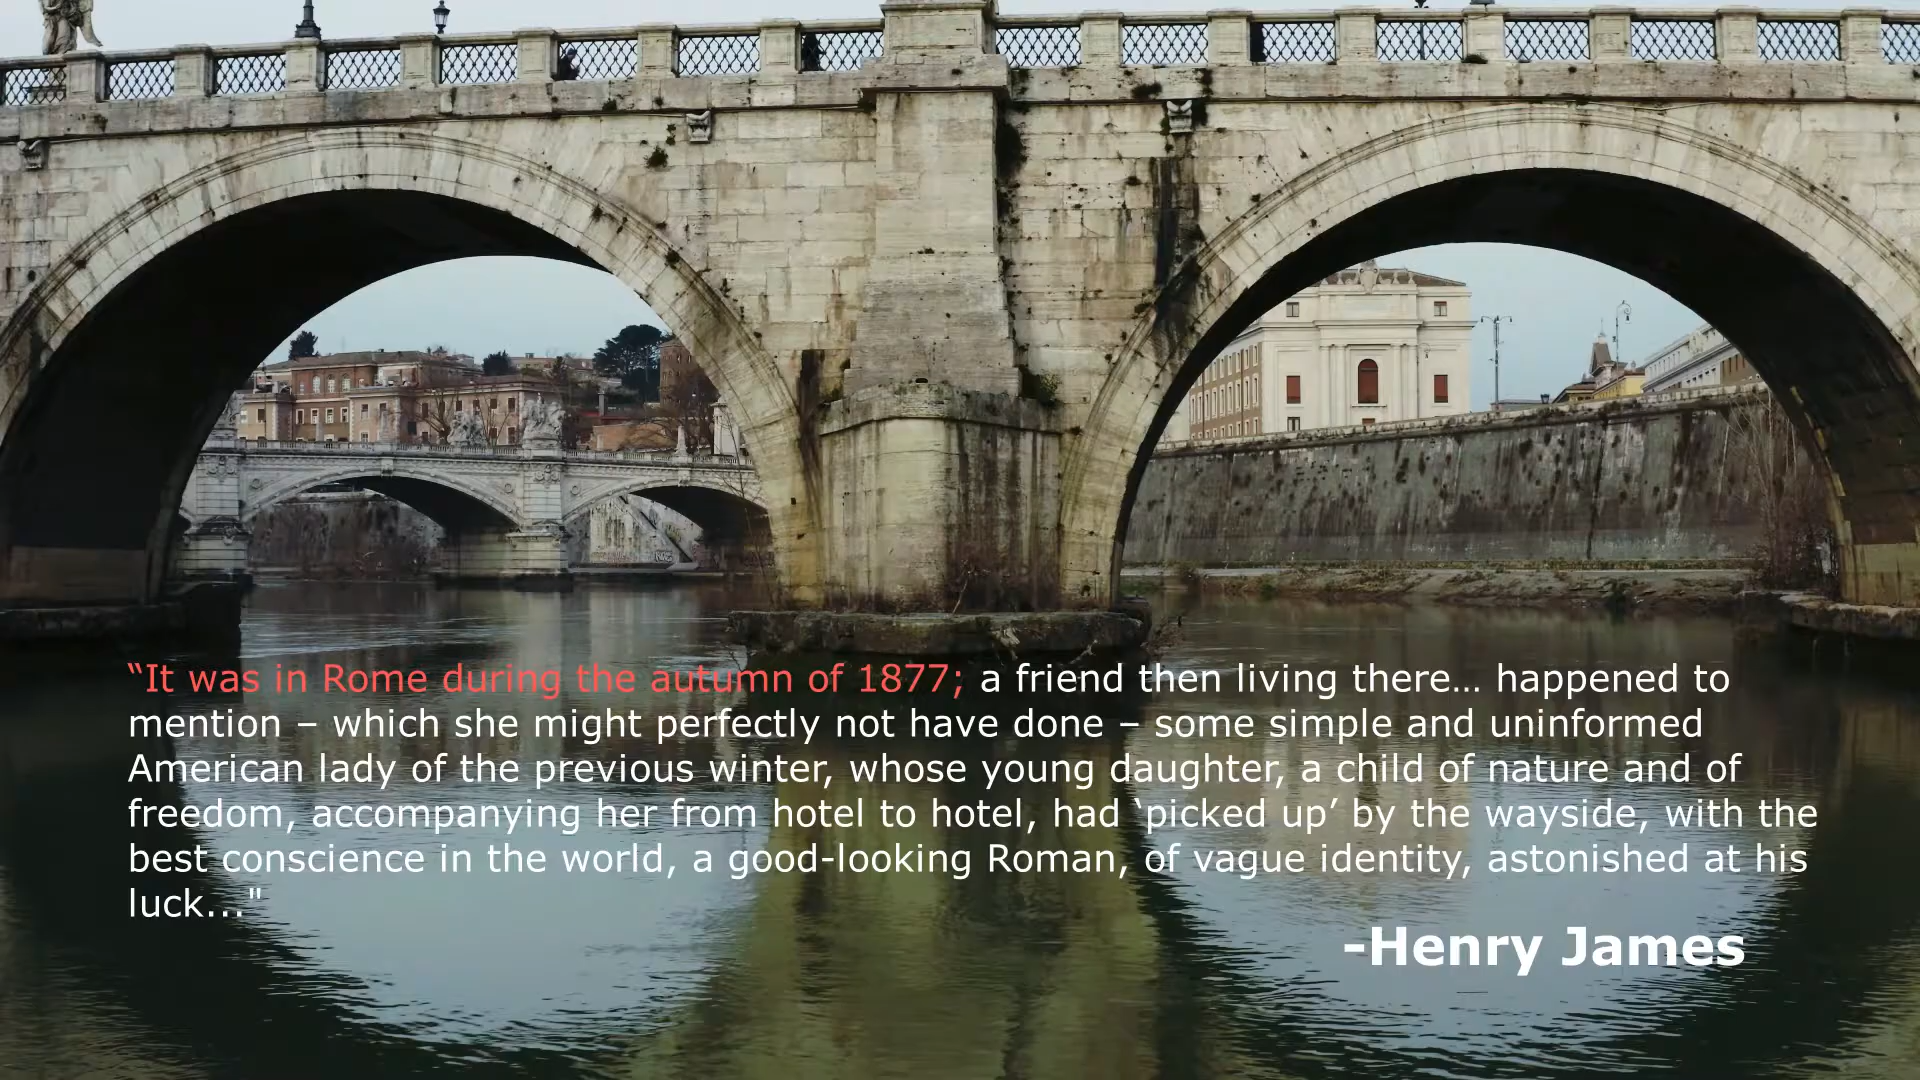 “It was in Rome during the autumn of 1877; a friend then living there… happened to
mention – which she might perfectly not have done – some simple and uninformed
American lady of the previous winter, whose young daughter, a child of nature and of
freedom, accompanying her from hotel to hotel, had ‘picked up’ by the wayside, with the
best conscience in the world, a good-looking Roman, of vague identity, astonished at his
luck..."
-Henry James